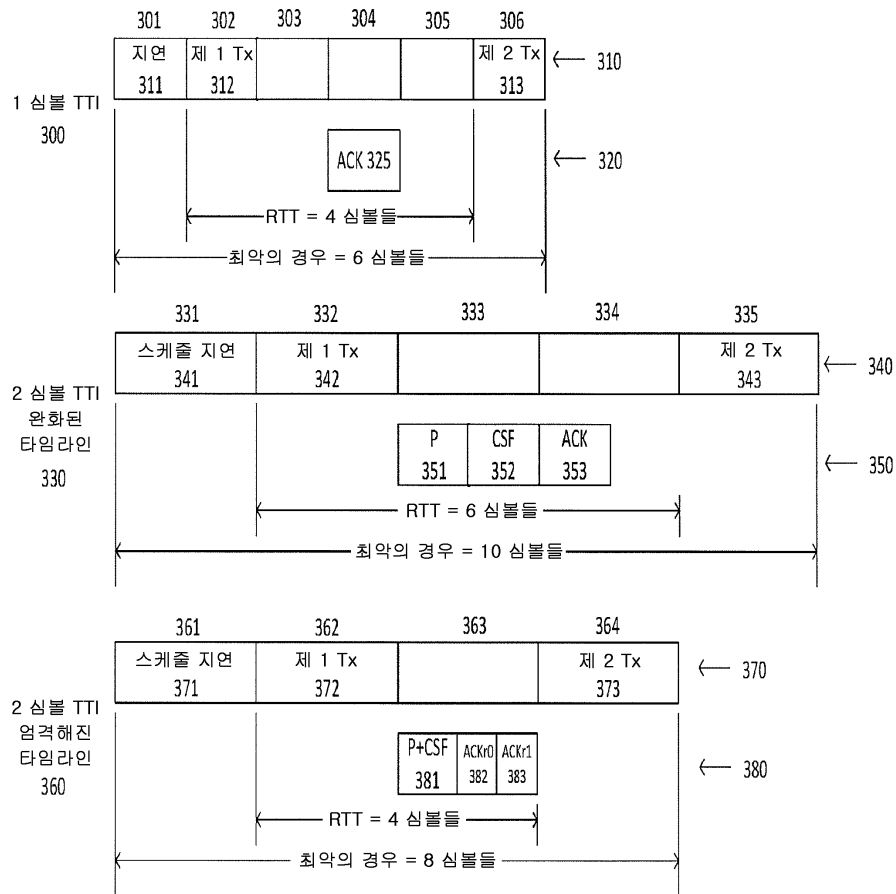 301 302 303 304 305 306
지연 제 1 Tx 제 2 Tx
311 312 313
310
1 심볼 TTI
300
ACK 325
320
RTT = 4 심볼들
최악의 경우 = 6 심볼들
331 332 333 334 335
스케줄 지연 제 1 Tx 제 2 Tx
341 342 343
340
2 심볼 TTI
완화된
타임라인
330
P CSF ACK
351 352 353
350
RTT = 6 심볼들
최악의 경우 = 10 심볼들
361 362 363 364
스케줄 지연 제 1 Tx 제 2 Tx
371 372 373
370
2 심볼 TTI
엄격해진
타임라인
360
P+CSF ACKr0 ACKr1
381 382 383
380
RTT = 4 심볼들
최악의 경우 = 8 심볼들